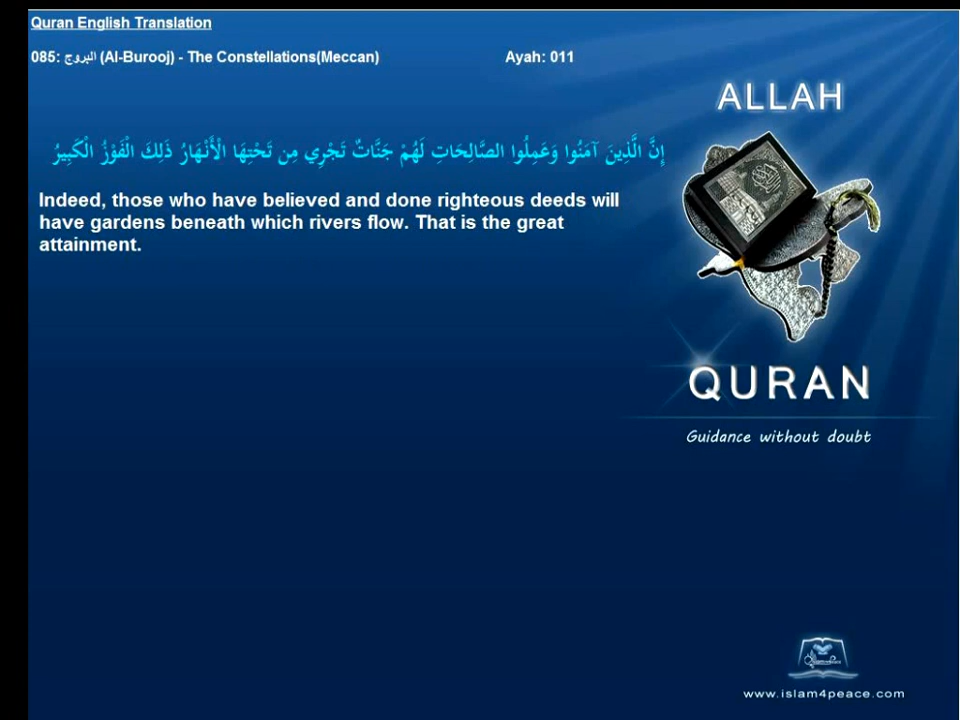 Quran English Translation
085: البروج (Al-Burooj) - The Constellations(Meccan) Ayah: 011
ALLAH
إِنَّ الَّذِينَ آمَنُوا وَعَمِلُوا الصَّالِحَاتِ لَهُمْ جَنَّاتٌ تَجْرِي مِن تَحْتِهَا الْأَنْهَارُ ذَلِكَ الْفَوْزُ الْكَبِيرُ
Indeed, those who have believed and done righteous deeds will
have gardens beneath which rivers flow. That is the great
attainment.
QURAN
Guidance without doubt
www.islam4peace.com